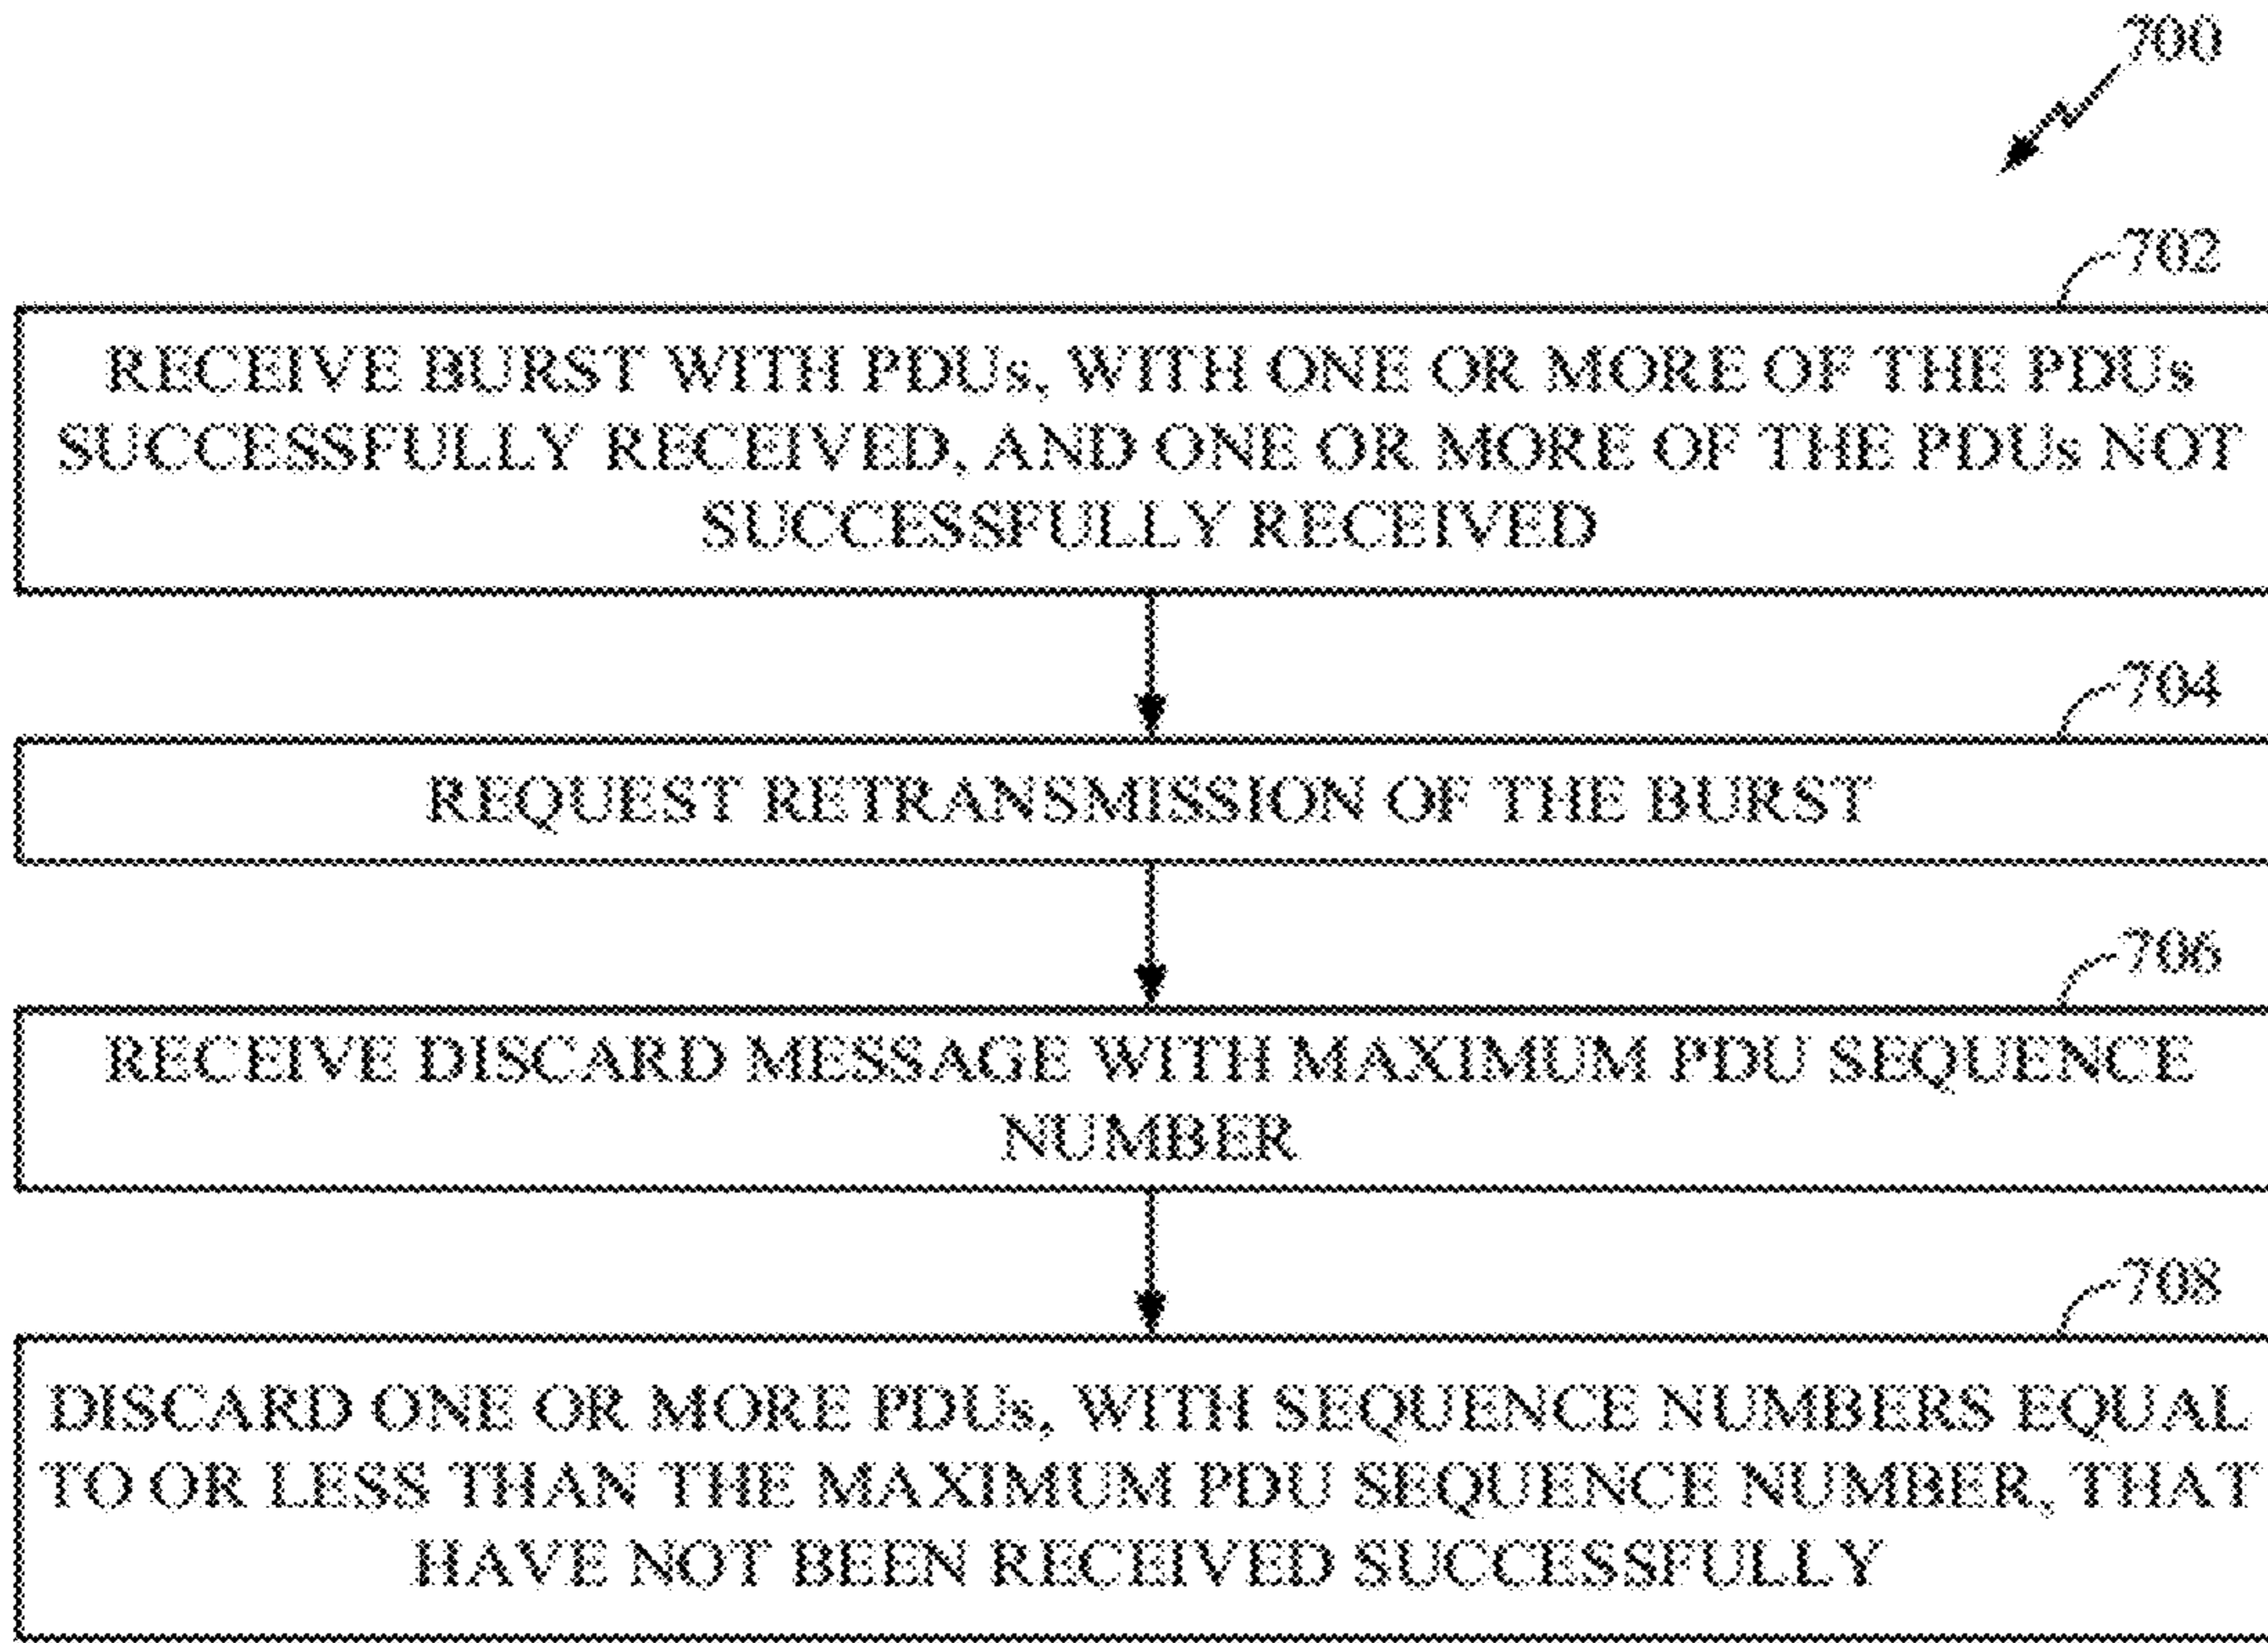 700
702
RECEIVE BURST WITH PDUs, WITH ONE OR MORE OF THE PDUs
SUCCESSFULLY RECEIVED, AND ONE OR MORE OF THE PDUs NOT
SUCCESSFULLY RECEIVED
704
REQUEST RETRANSMISSION OF THE BURST
706
RECEIVE DISCARD MESSAGE WITH MAXIMUM PDU SEQUENCE
NUMBER
708
DISCARD ONE OR MORE PDUs, WITH SEQUENCE NUMBERS EQUAL
TO OR LESS THAN THE MAXIMUM PDU SEQUENCE NUMBER, THAT
HAVE NOT BEEN RECEIVED SUCCESSFULLY